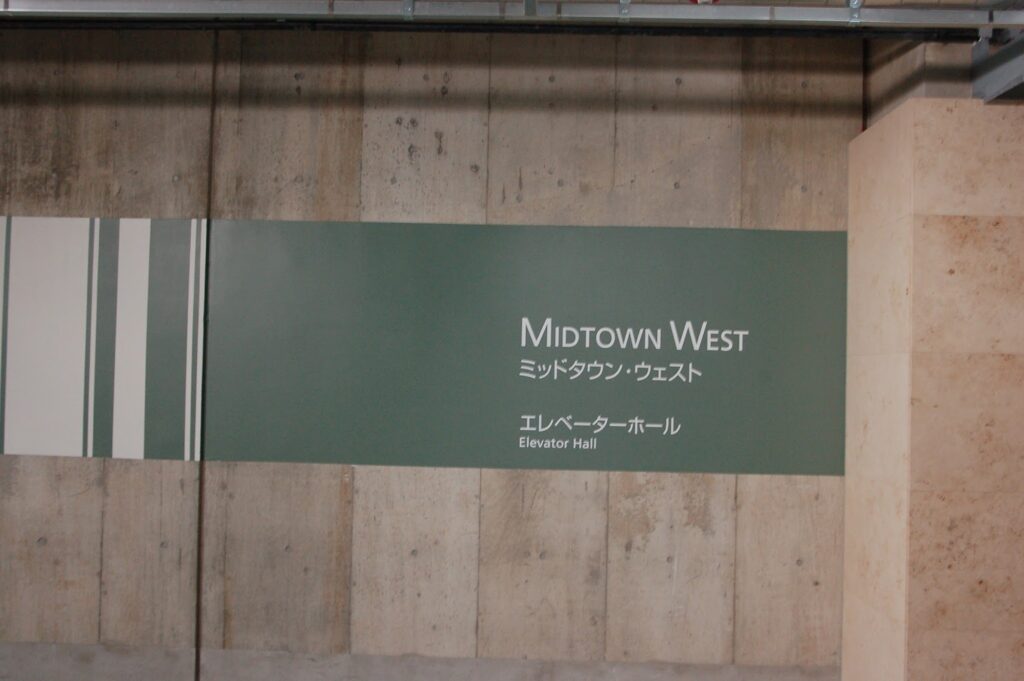 MIDTOWN WEST
ミッドタウン・ウェスト
エレベーターホール
Elevator Hall